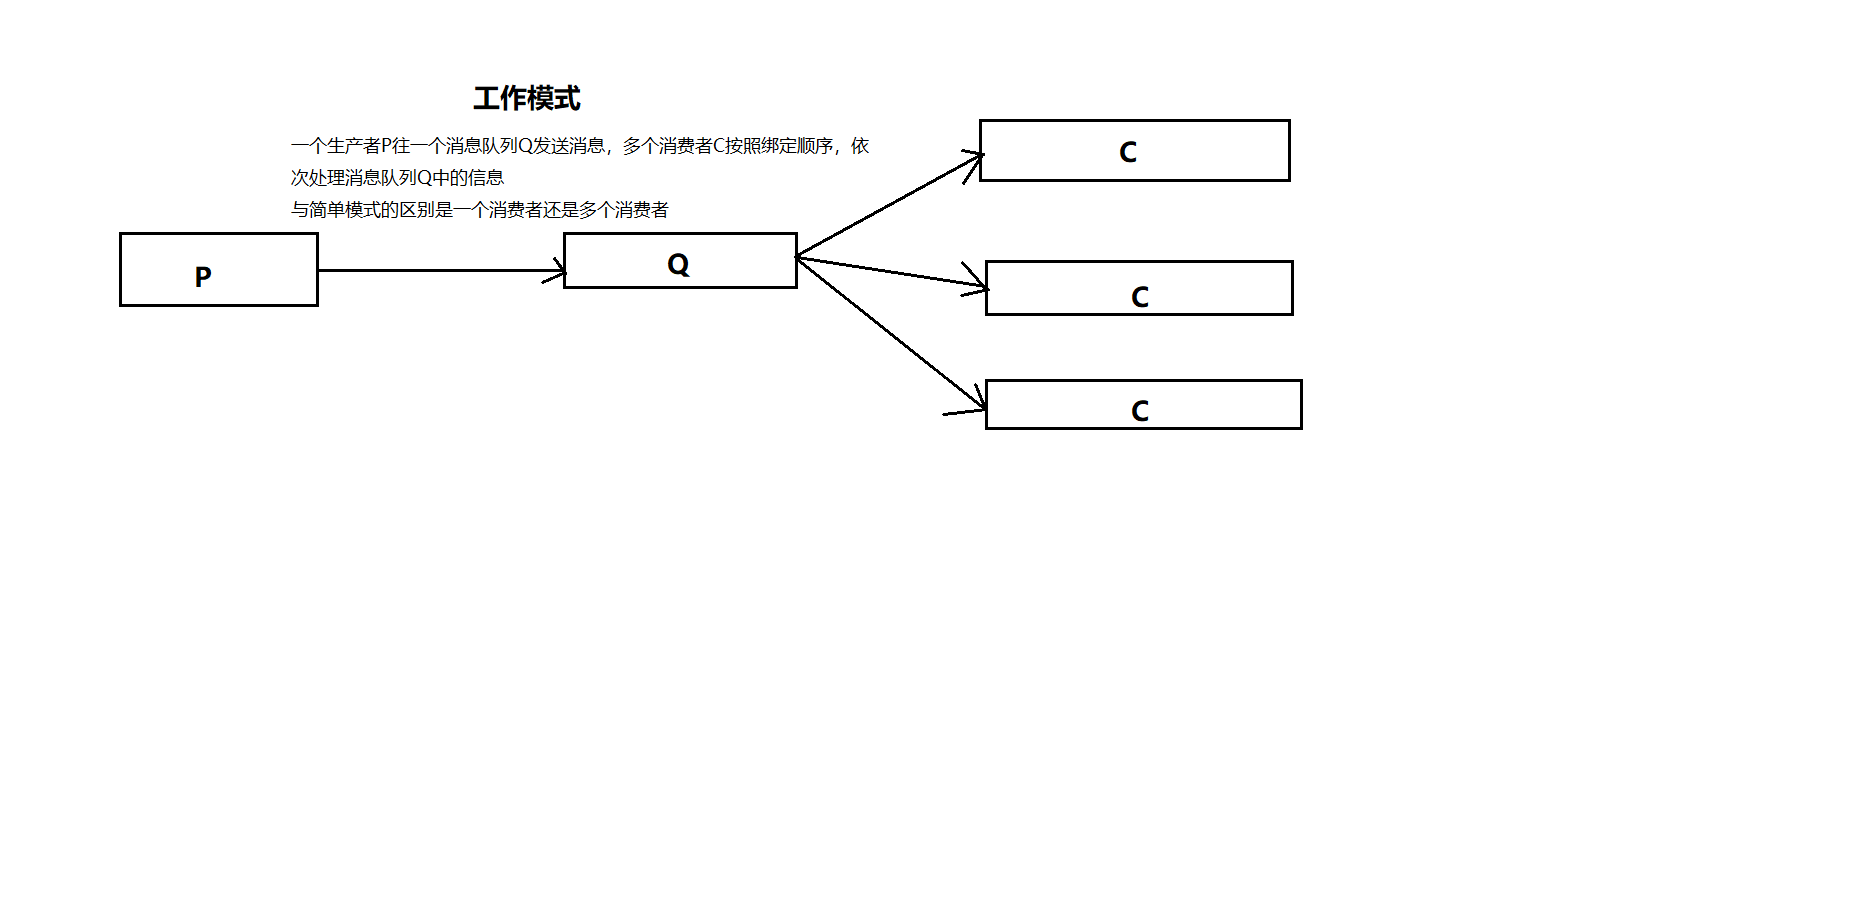 工作模式
一个生产者P往一个消息队列Q发送消息，多个消费者C按照绑定顺序，依
次处理消息队列Q中的信息
与简单模式的区别是一个消费者还是多个消费者
P
Q
C
C
C